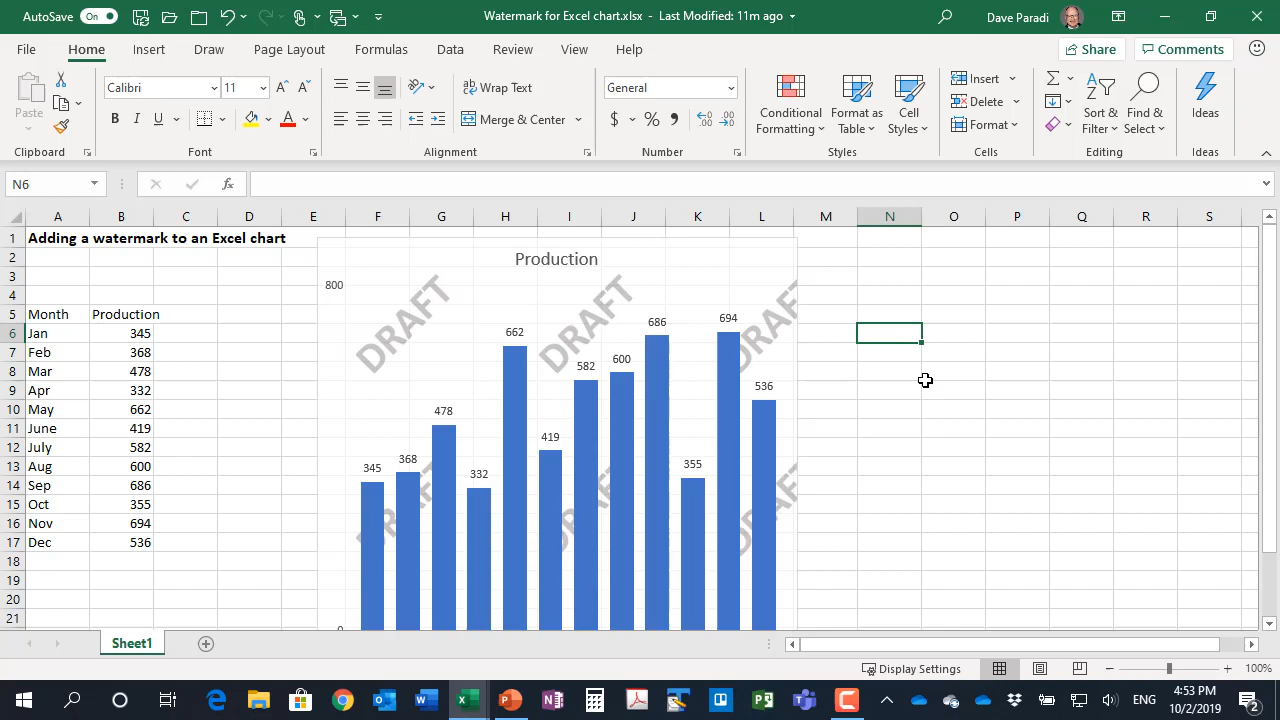 AutoSave On
Watermark for Excel chart.xlsx - Last Modified: 11m ago
Dave Paradi
File Home Insert Draw Page Layout Formulas Data Review View Help
Share Comments
Paste
Calibri 11
B I U A
Wrap Text
Merge & Center
General
$ % 9
Conditional Formatting
Format as Table
Cell Styles
Insert
Delete
Format
Sort & Filter
Find & Select
Ideas
Clipboard Font Alignment Number Styles Cells Editing Ideas
N6 fx
A B C D E F G H I J K L M N O P Q R S
1 Adding a watermark to an Excel chart
2
3
4
5 Month Production
6 Jan 345
7 Feb 368
8 Mar 478
9 Apr 332
10 May 662
11 June 419
12 July 582
13 Aug 600
14 Sep 686
15 Oct 355
16 Nov 694
17 Dec 536
18
19
20
21
Production
800
DRAFT DRAFT DRAFT
DRAFT DRAFT DRAFT
345 368 478 332 662 419 582 600 686 355 694 536
0
Sheet1
Display Settings
100%
ENG
4:53 PM
10/2/2019
2